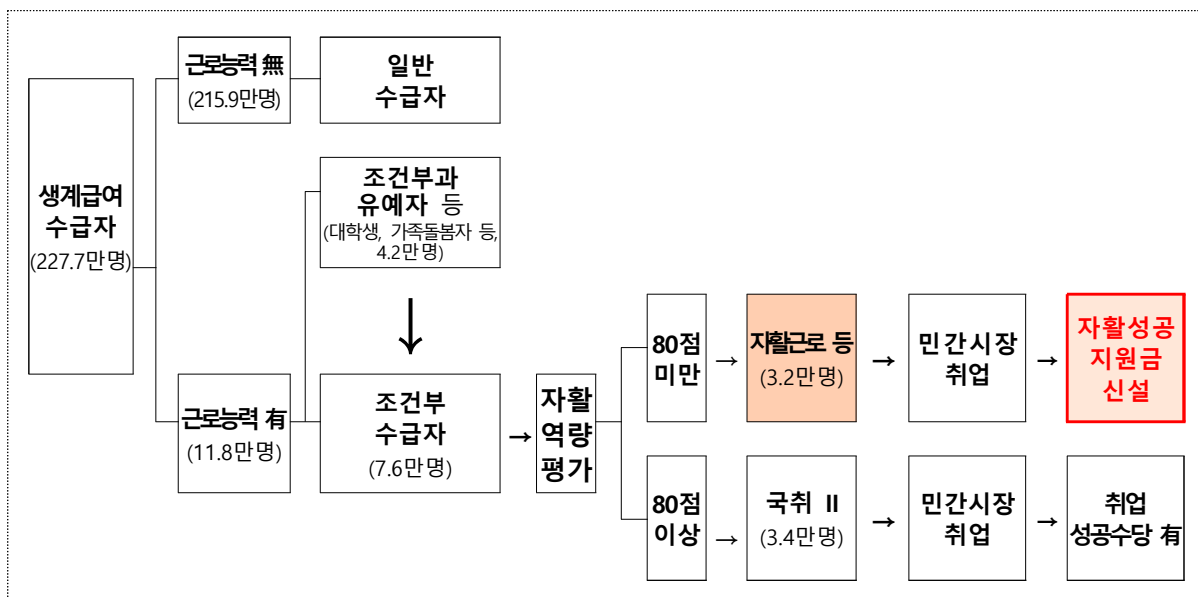 생계급여
수급자
(227.7만명)
근로능력 無
(215.9만명)
일반
수급자
조건부과
유예자 등
(대학생, 가족돌봄자 등,
4.2만명)
↓
근로능력 有
(11.8만명)
조건부
수급자
(7.6만명)
→
자활
역량
평가
80점
미만
→
자활근로 등
(3.2만명)
→
민간시장
취업
→
자활성공
지원금
신설
80점
이상
→
국취 II
(3.4만명)
→
민간시장
취업
→
취업
성공수당 有